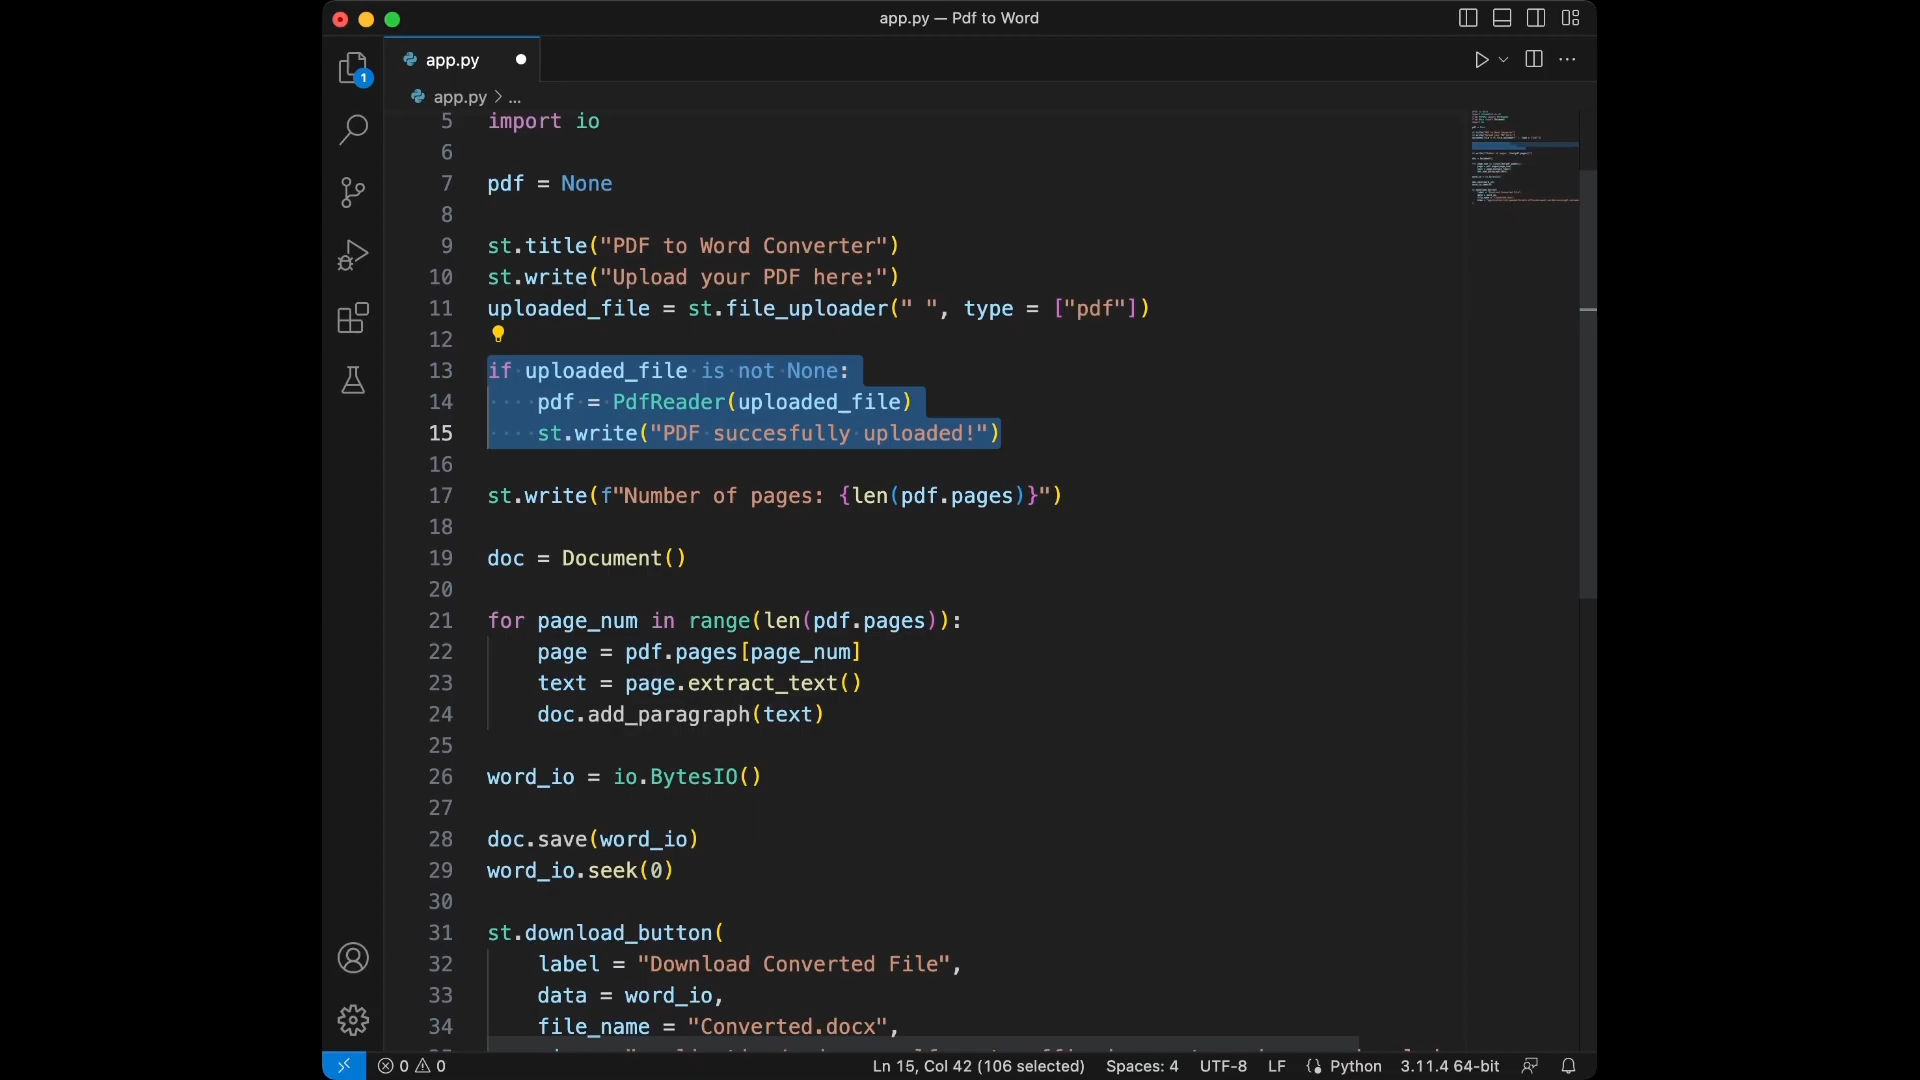 app.py — Pdf to Word
app.py
1
app.py > ...
5 import io
6
7 pdf = None
8
9 st.title("PDF to Word Converter")
10 st.write("Upload your PDF here:")
11 uploaded_file = st.file_uploader(" ", type = ["pdf"])
12
13 if uploaded_file is not None:
14     pdf = PdfReader(uploaded_file)
15     st.write("PDF succesfully uploaded!")
16
17 st.write(f"Number of pages: {len(pdf.pages)}")
18
19 doc = Document()
20
21 for page_num in range(len(pdf.pages)):
22     page = pdf.pages[page_num]
23     text = page.extract_text()
24     doc.add_paragraph(text)
25
26 word_io = io.BytesIO()
27
28 doc.save(word_io)
29 word_io.seek(0)
30
31 st.download_button(
32     label = "Download Converted File",
33     data = word_io,
34     file_name = "Converted.docx",
0 0 Ln 15, Col 42 (106 selected) Spaces: 4 UTF-8 LF Python 3.11.4 64-bit